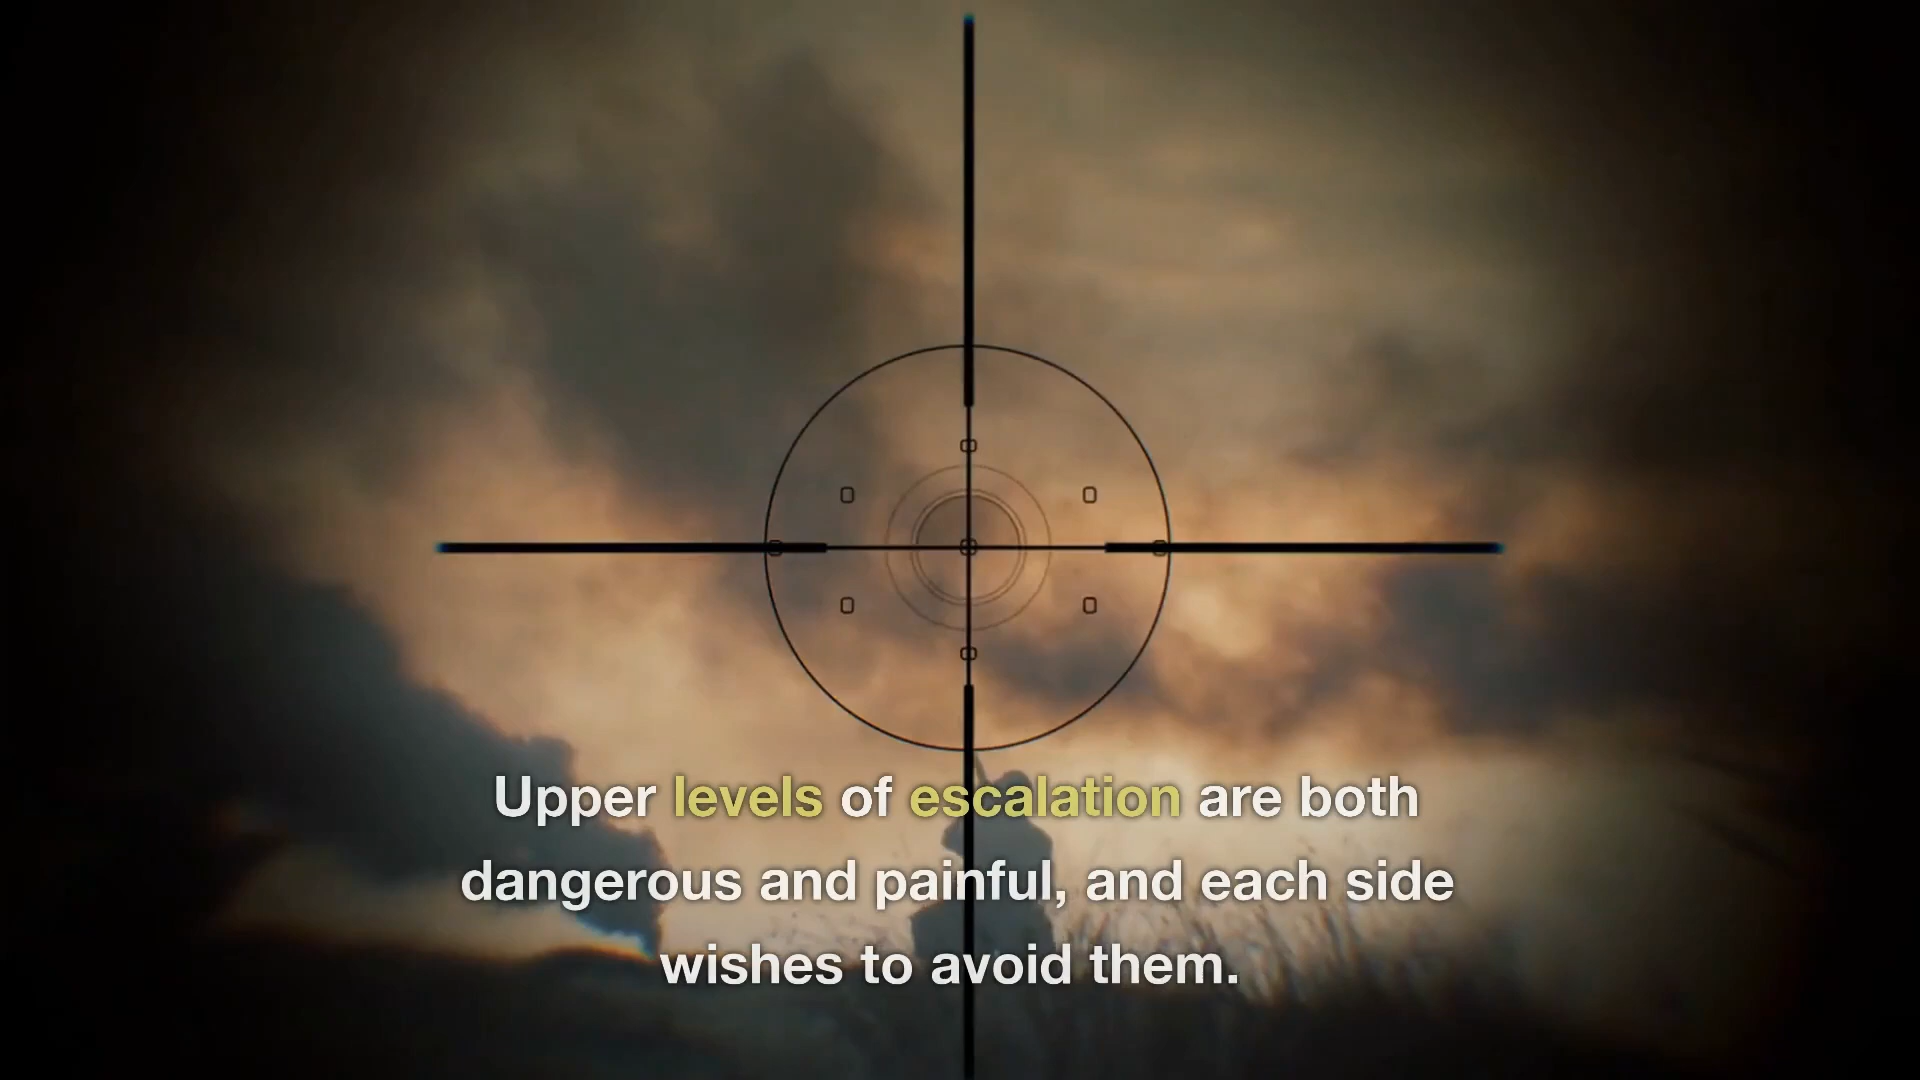 Upper levels of escalation are both
dangerous and painful, and each side
wishes to avoid them.